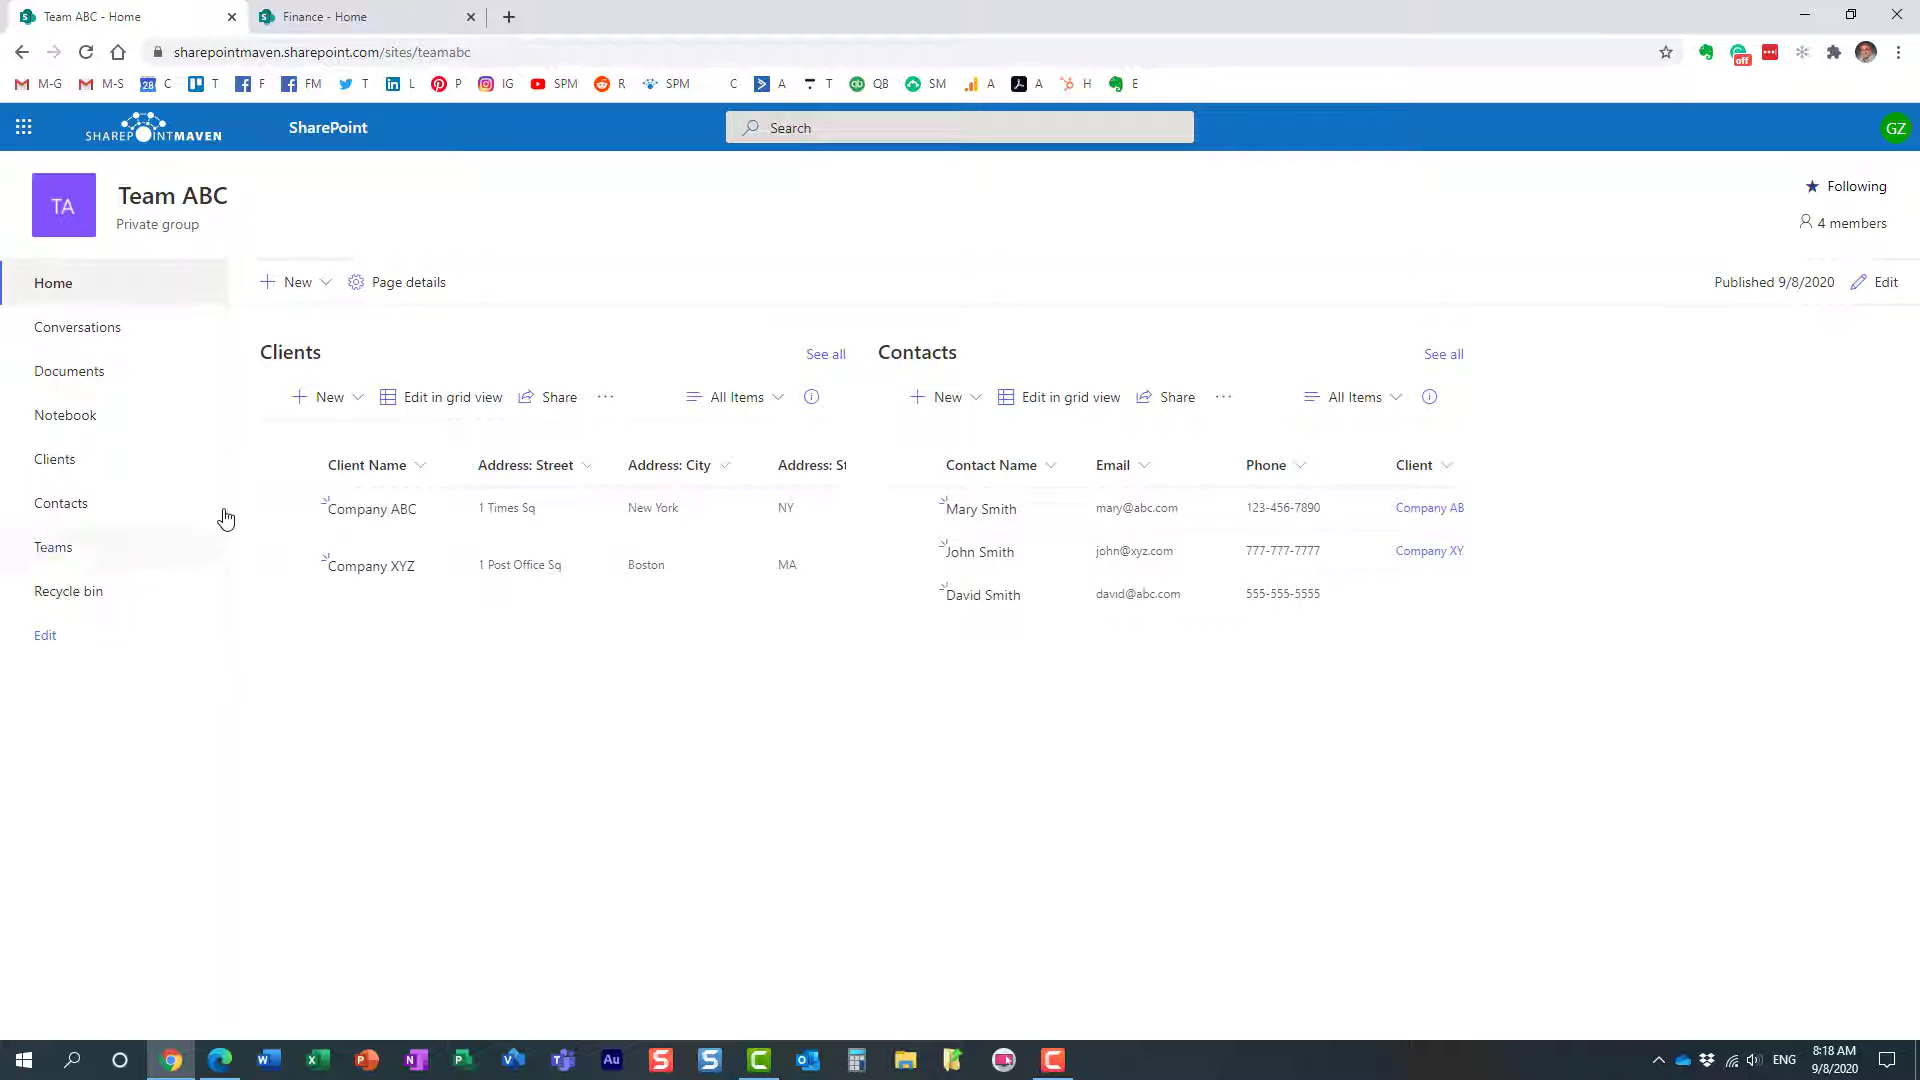 Team ABC - Home
Finance - Home
sharepointmaven.sharepoint.com/sites/teamabc
M-G M-S 28 C T F FM T L P IG SPM R SPM C A T QB SM A A H E
off
SHAREPOINTMAVEN SharePoint Search GZ
TA
Team ABC
Private group
Following
4 members
Home
Conversations
Documents
Notebook
Clients
Contacts
Teams
Recycle bin
Edit
New Page details
Published 9/8/2020 Edit
Clients See all
New Edit in grid view Share ... All Items
Client Name Address: Street Address: City Address: St
Company ABC 1 Times Sq New York NY
Company XYZ 1 Post Office Sq Boston MA
Contacts See all
New Edit in grid view Share ... All Items
Contact Name Email Phone Client
Mary Smith mary@abc.com 123-456-7890 Company AB
John Smith john@xyz.com 777-777-7777 Company XY
David Smith david@abc.com 555-555-5555
Au
ENG
8:18 AM
9/8/2020